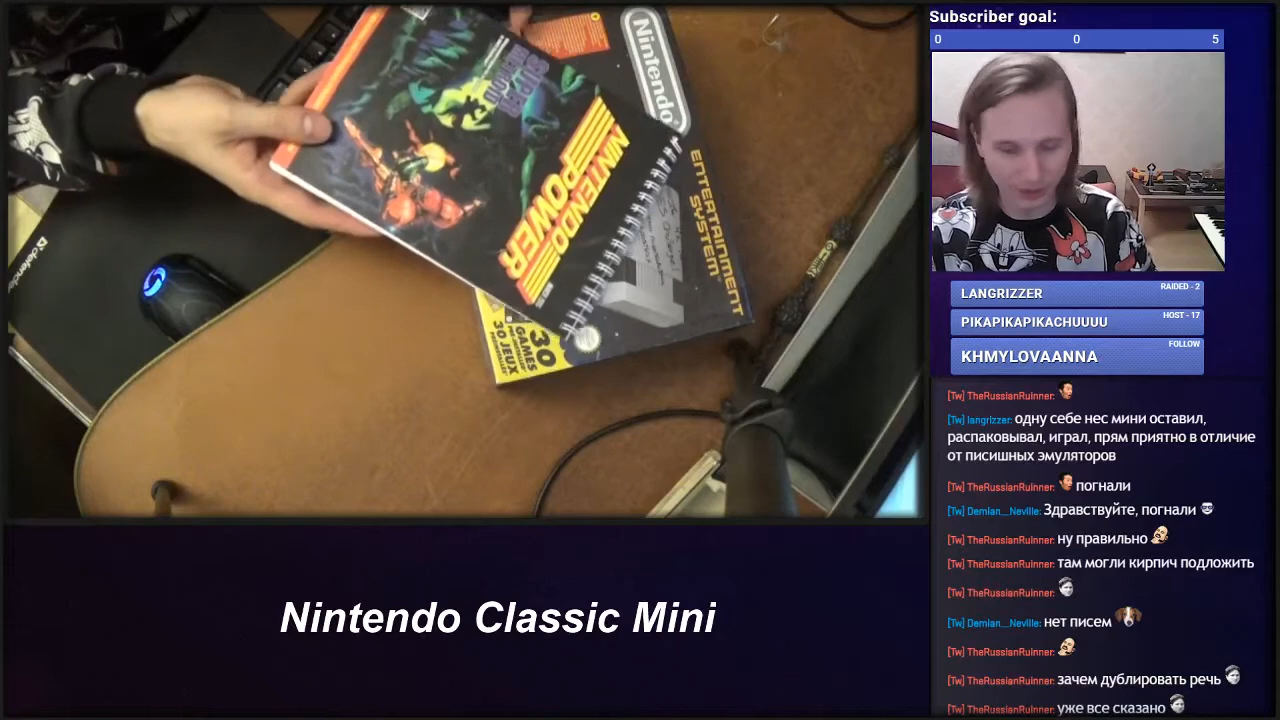 Subscriber goal:
0 0 5
SUPER
METROID
NINTENDO
POWER
Nintendo
ENTERTAINMENT
SYSTEM
30
GAMES
30 JEUX
defender
LANGRIZZER RAIDED - 2
PIKAPIKAPIKACHUUUU HOST - 17
KHMYLOVAANNA FOLLOW
[Tw] TheRussianRuinner:
[Tw] langrizzer: одну себе нес мини оставил,
распаковывал, играл, прям приятно в отличие
от писишных эмуляторов
[Tw] TheRussianRuinner: погнали
[Tw] Demian__Neville: Здравствуйте, погнали
[Tw] TheRussianRuinner: ну правильно
[Tw] TheRussianRuinner: там могли кирпич подложить
[Tw] TheRussianRuinner:
[Tw] Demian__Neville: нет писем
[Tw] TheRussianRuinner:
[Tw] TheRussianRuinner: зачем дублировать речь
[Tw] TheRussianRuinner: уже все сказано
Nintendo Classic Mini